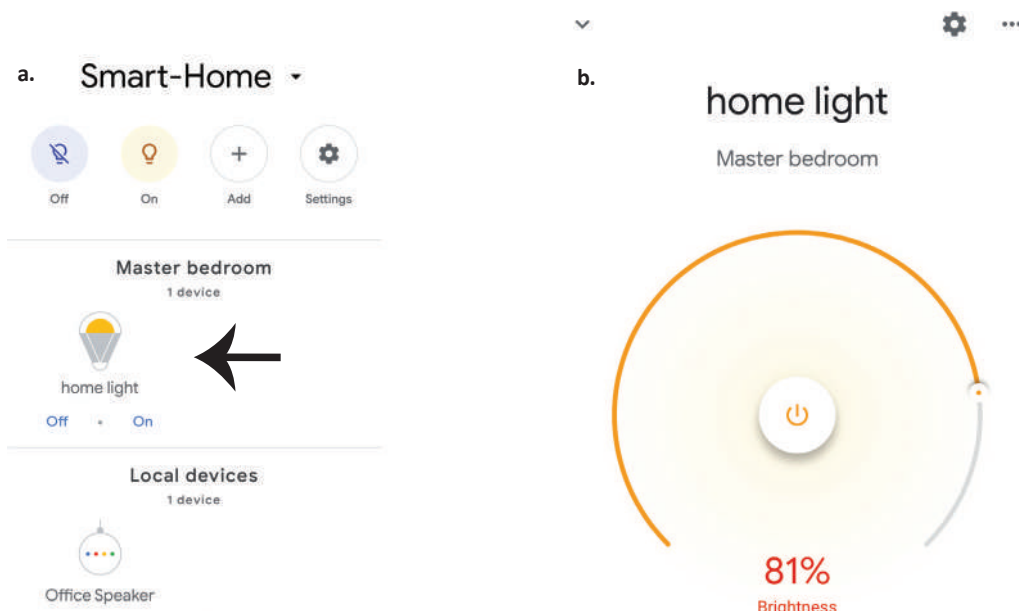 a.
Smart-Home
Off
On
Add
Settings
Master bedroom
1 device
home light
Off • On
Local devices
1 device
Office Speaker
b.
home light
Master bedroom
81%
Brightness